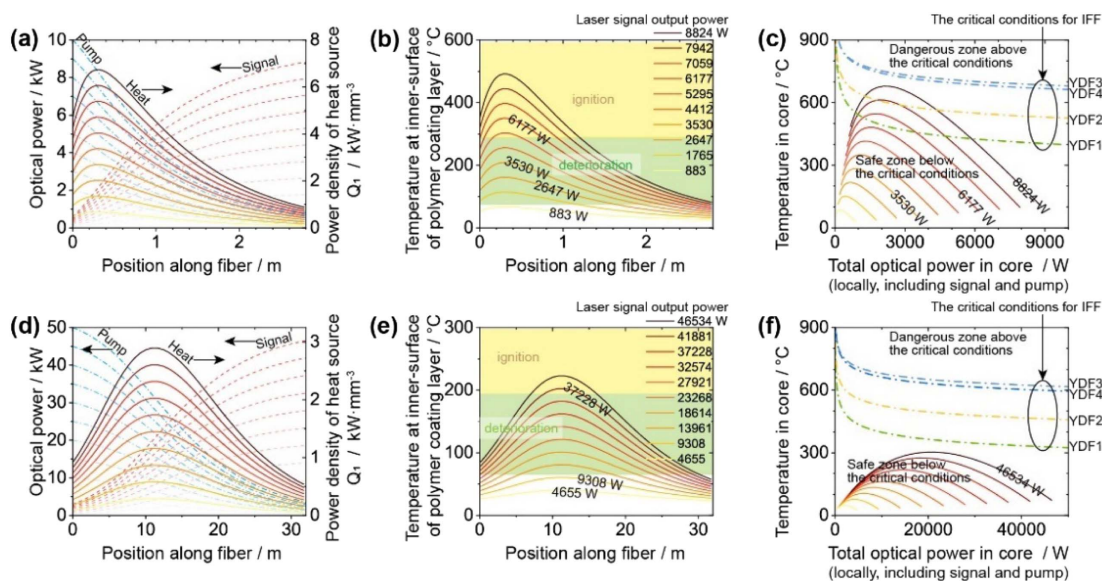 (a)
Optical power / kW
10
8
6
4
2
0
Pump
Heat
Signal
8
6
4
2
0
Power density of heat source
Q₁ / kW·mm⁻³
0
1
2
Position along fiber / m
(b)
Temperature at inner-surface
of polymer coating layer / °C
600
400
200
0
Laser signal output power
8824 W
7942
7059
6177
5295
4412
3530
2647
1765
883
ignition
deterioration
6177 W
3530 W
2647 W
883 W
0
1
2
Position along fiber / m
(c)
Temperature in core / °C
900
600
300
0
The critical conditions for IFF
Dangerous zone above
the critical conditions
YDF3
YDF4
YDF2
YDF1
Safe zone below
the critical conditions
8824 W
6177 W
3530 W
0
3000
6000
9000
Total optical power in core / W
(locally, including signal and pump)
(d)
Optical power / kW
50
40
30
20
10
0
Pump
Heat
Signal
3
2
1
0
Power density of heat source
Q₁ / kW·mm⁻³
0
10
20
30
Position along fiber / m
(e)
Temperature at inner-surface
of polymer coating layer / °C
300
200
100
0
Laser signal output power
46534 W
41881
37228
32574
27921
23268
18614
13961
9308
4655
ignition
deterioration
37228 W
9308 W
4655 W
0
10
20
30
Position along fiber / m
(f)
Temperature in core / °C
900
600
300
0
The critical conditions for IFF
Dangerous zone above
the critical conditions
YDF3
YDF4
YDF2
YDF1
Safe zone below
the critical conditions
46534 W
0
20000
40000
Total optical power in core / W
(locally, including signal and pump)